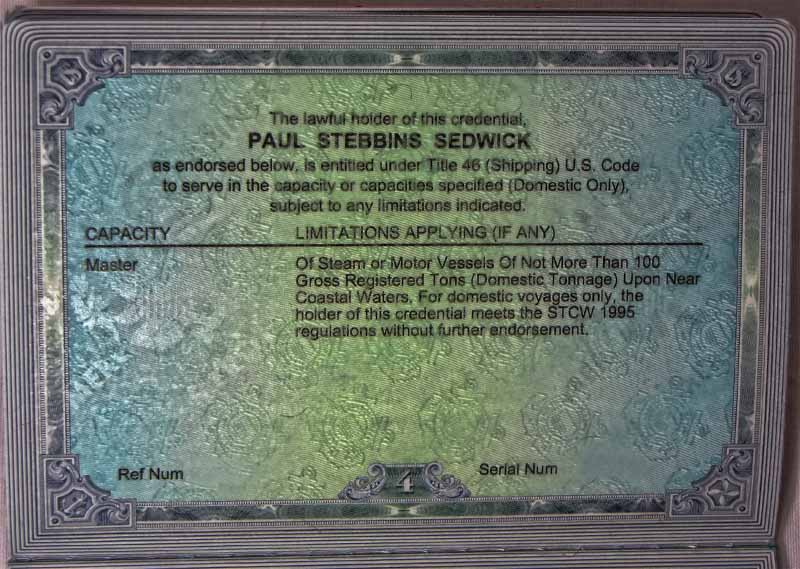 The lawful holder of this credential,
PAUL STEBBINS SEDWICK
as endorsed below, is entitled under Title 46 (Shipping) U.S. Code
to serve in the capacity or capacities specified (Domestic Only),
subject to any limitations indicated.
CAPACITY LIMITATIONS APPLYING (IF ANY)
Master Of Steam or Motor Vessels Of Not More Than 100
Gross Registered Tons (Domestic Tonnage) Upon Near
Coastal Waters. For domestic voyages only, the
holder of this credential meets the STCW 1995
regulations without further endorsement.
Ref Num 4 Serial Num